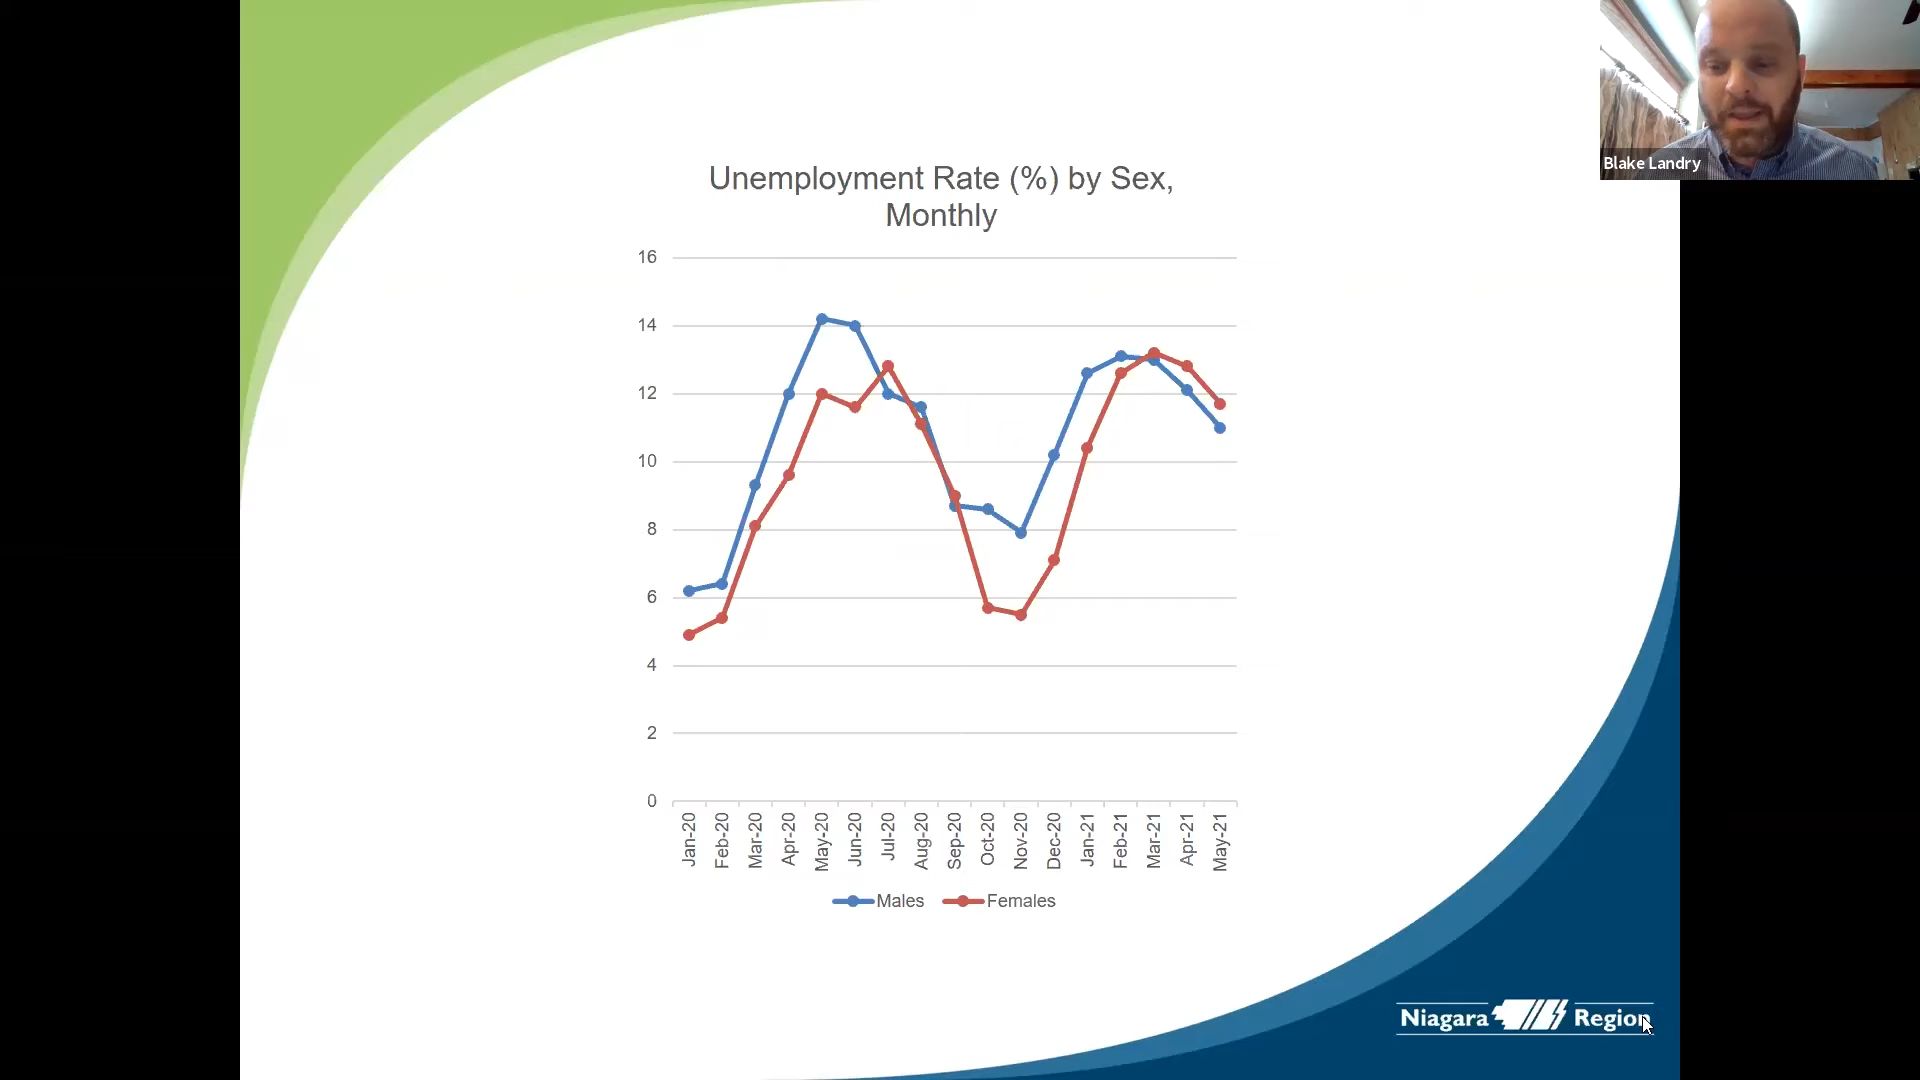 Blake Landry
Unemployment Rate (%) by Sex,
Monthly
16
14
12
10
8
6
4
2
0
Jan-20
Feb-20
Mar-20
Apr-20
May-20
Jun-20
Jul-20
Aug-20
Sep-20
Oct-20
Nov-20
Dec-20
Jan-21
Feb-21
Mar-21
Apr-21
May-21
Males Females
Niagara Region